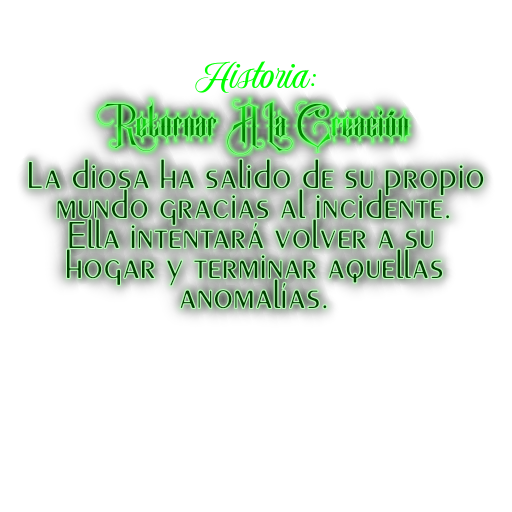 Historia:
Retornar A La Creación
La diosa ha salido de su propio
mundo gracias al incidente.
Ella intentará volver a su
hogar y terminar aquellas
anomalías.